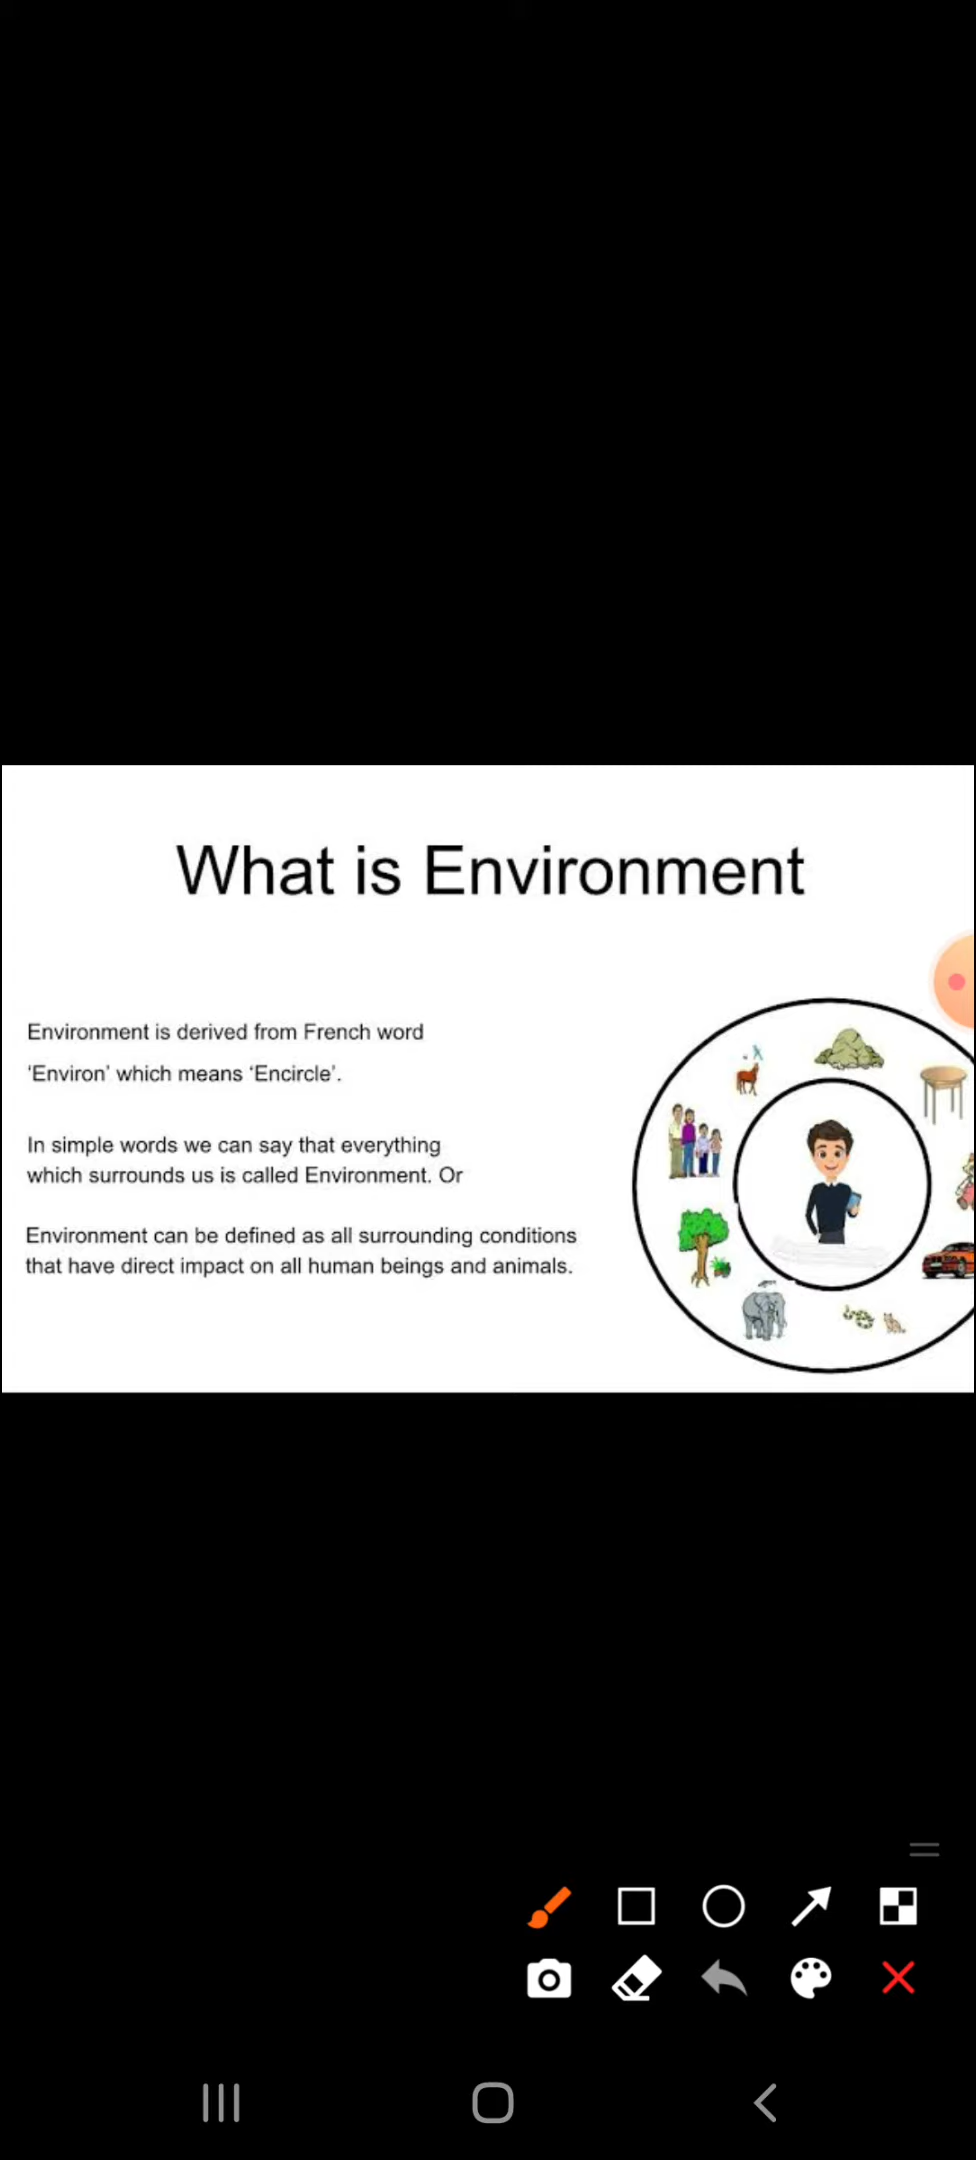 What is Environment
Environment is derived from French word
‘Environ’ which means ‘Encircle’.
In simple words we can say that everything
which surrounds us is called Environment. Or
Environment can be defined as all surrounding conditions
that have direct impact on all human beings and animals.